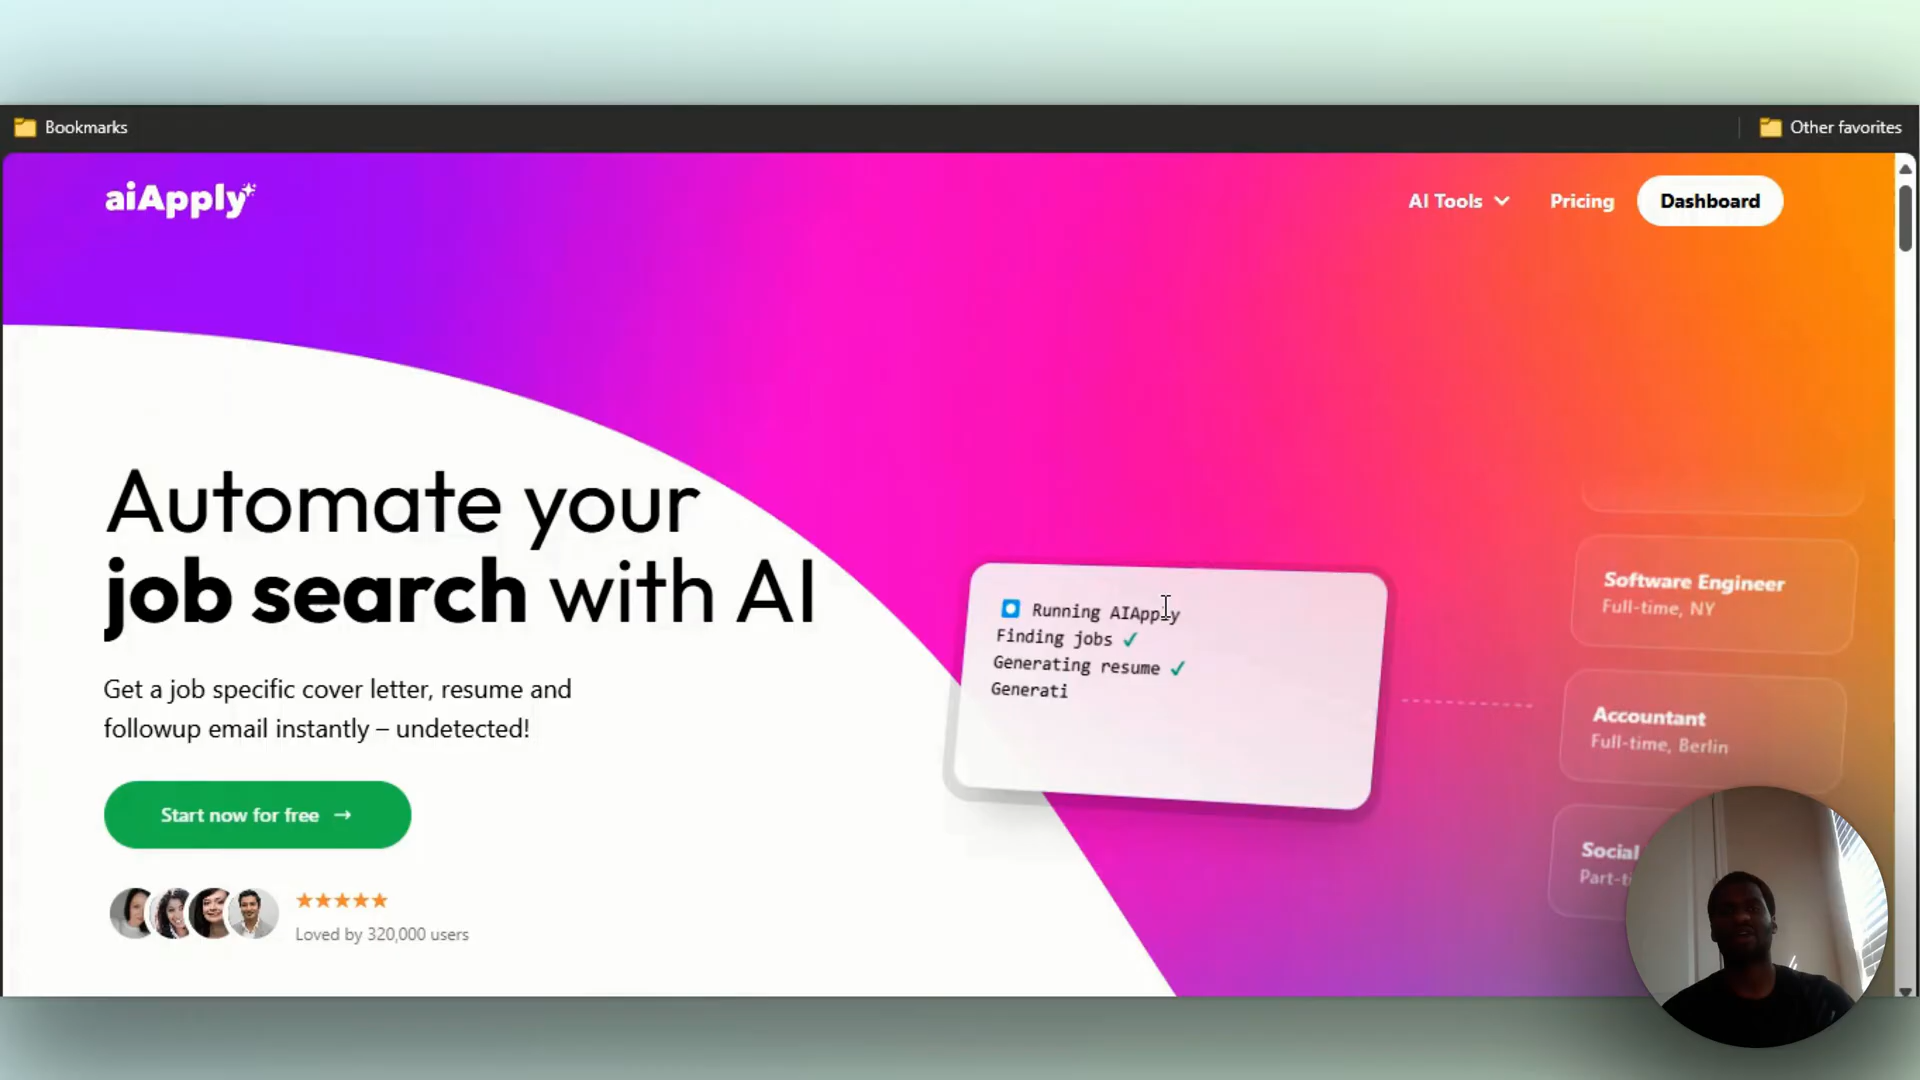 Bookmarks
Other favorites
aiApply
AI Tools
Pricing
Dashboard
Automate your
job search with AI
Get a job specific cover letter, resume and
followup email instantly – undetected!
Start now for free →
Loved by 320,000 users
Running AIApply
Finding jobs ✓
Generating resume ✓
Generati
Software Engineer
Full-time, NY
Accountant
Full-time, Berlin
Social
Part-ti